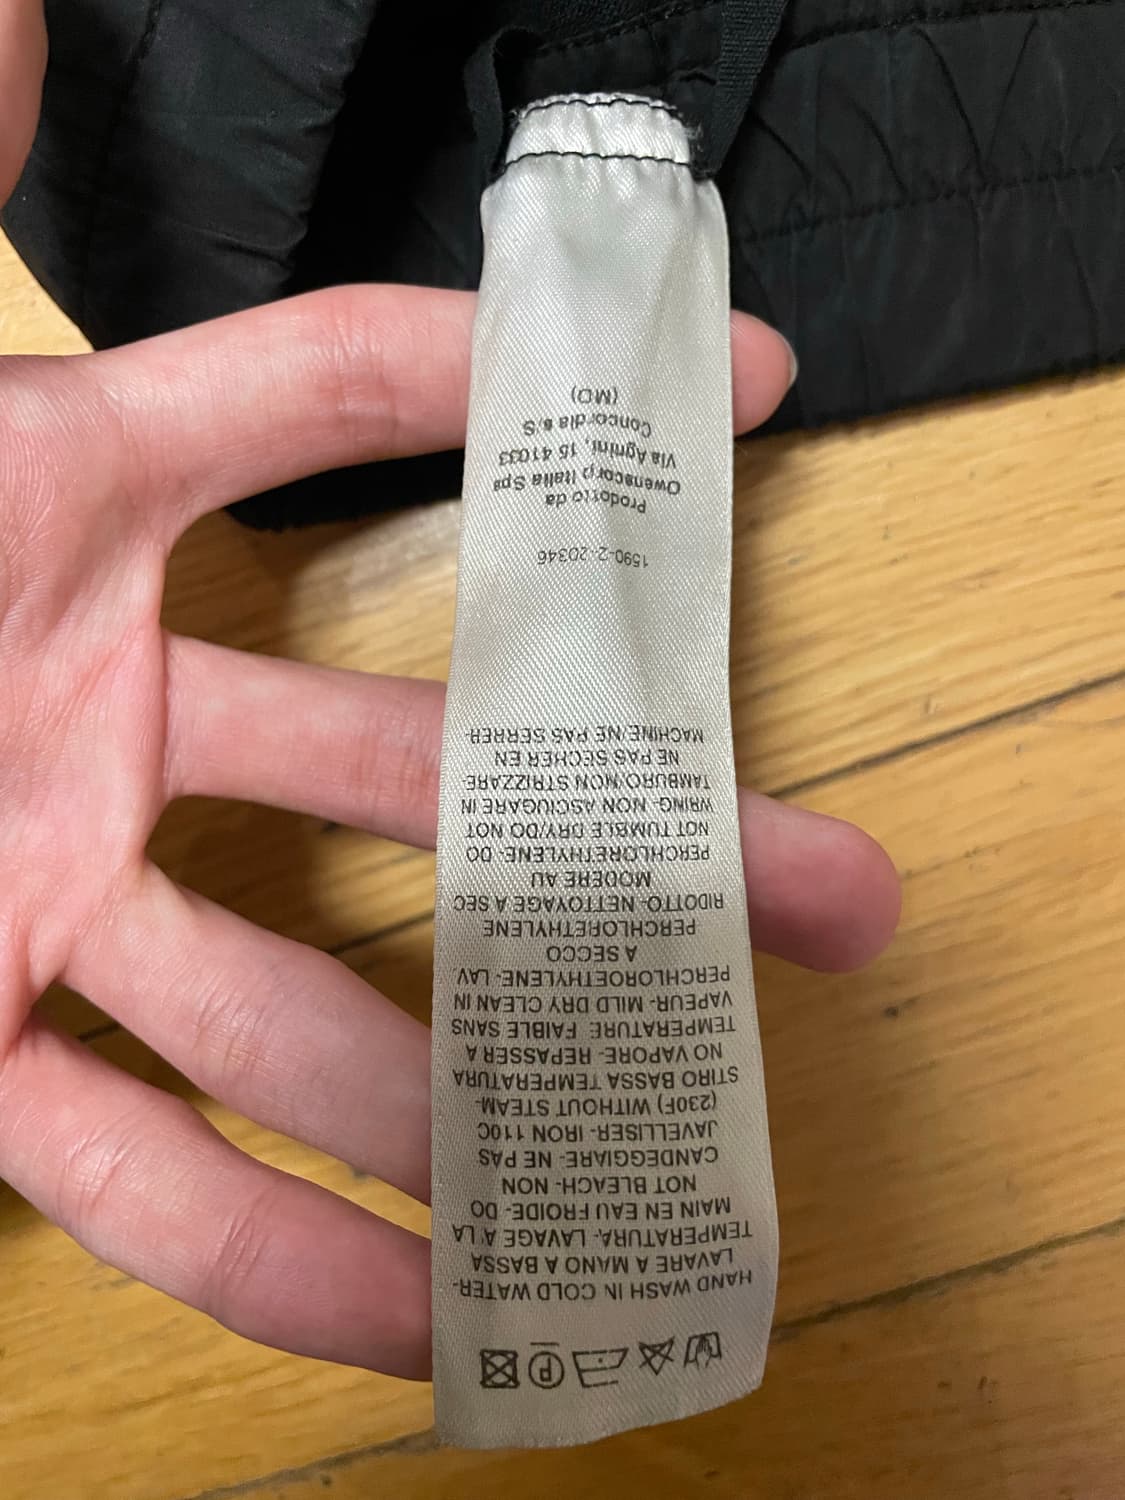 P
HAND WASH IN COLD WATER-
LAVARE A MANO A BASSA
TEMPERATURA- LAVAGE A LA
MAIN EN EAU FROIDE- DO
NOT BLEACH- NON
CANDEGGIARE- NE PAS
JAVELLISER- IRON 110C
(230F) WITHOUT STEAM-
STIRO BASSA TEMPERATURA
NO VAPORE- REPASSER A
TEMPERATURE FAIBLE SANS
VAPEUR- MILD DRY CLEAN IN
PERCHLOROETHYLENE- LAV.
A SECCO
PERCHLORETHYLENE
RIDOTTO- NETTOYAGE A SEC
MODERE AU
PERCHLORETHYLENE- DO
NOT TUMBLE DRY/DO NOT
WRING- NON ASCIUGARE IN
TAMBURO/NON STRIZZARE-
NE PAS SECHER EN
MACHINE/NE PAS SERRER-
1590-2-20346
Prodotto da
Owenscorp Italia Spa
Via Agnini, 15 41033
Concordia s.S
(MO)